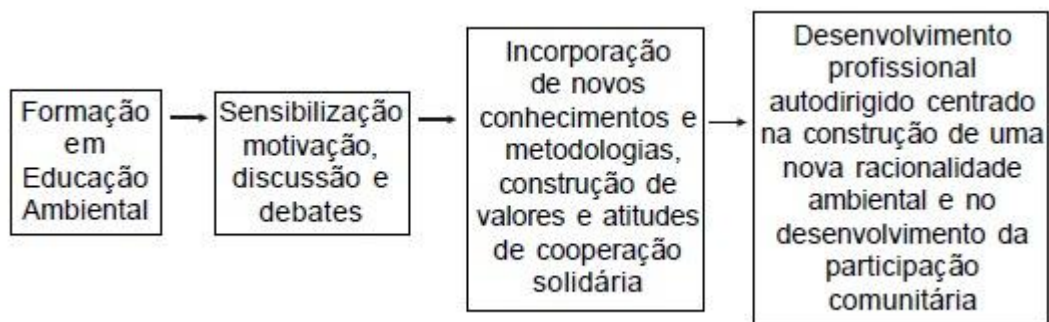 Formação
em
Educação
Ambiental
Sensibilização
motivação,
discussão e
debates
Incorporação
de novos
conhecimentos e
metodologias,
construção de
valores e atitudes
de cooperação
solidária
Desenvolvimento
profissional
autodirigido centrado
na construção de uma
nova racionalidade
ambiental e no
desenvolvimento da
participação
comunitária